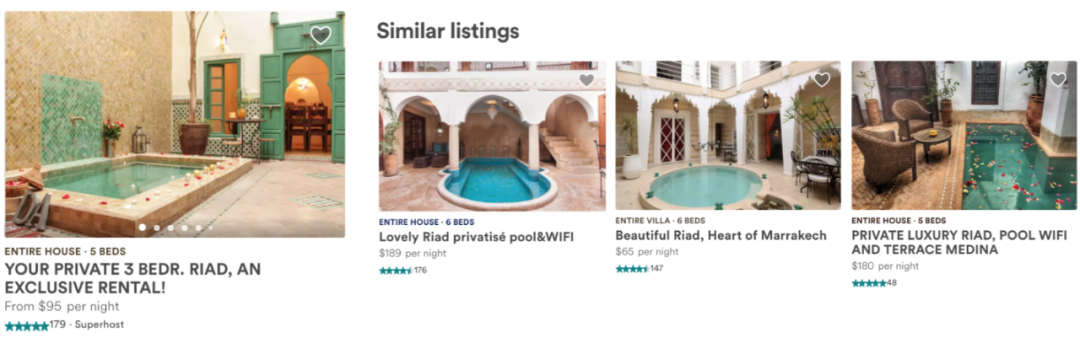 ENTIRE HOUSE · 5 BEDS
YOUR PRIVATE 3 BEDR. RIAD, AN
EXCLUSIVE RENTAL!
From $95 per night
179 · Superhost
Similar listings
ENTIRE HOUSE · 6 BEDS
Lovely Riad privatisé pool&WIFI
$189 per night
176
ENTIRE VILLA · 6 BEDS
Beautiful Riad, Heart of Marrakech
$65 per night
147
ENTIRE HOUSE · 5 BEDS
PRIVATE LUXURY RIAD, POOL WIFI
AND TERRACE MEDINA
$180 per night
48